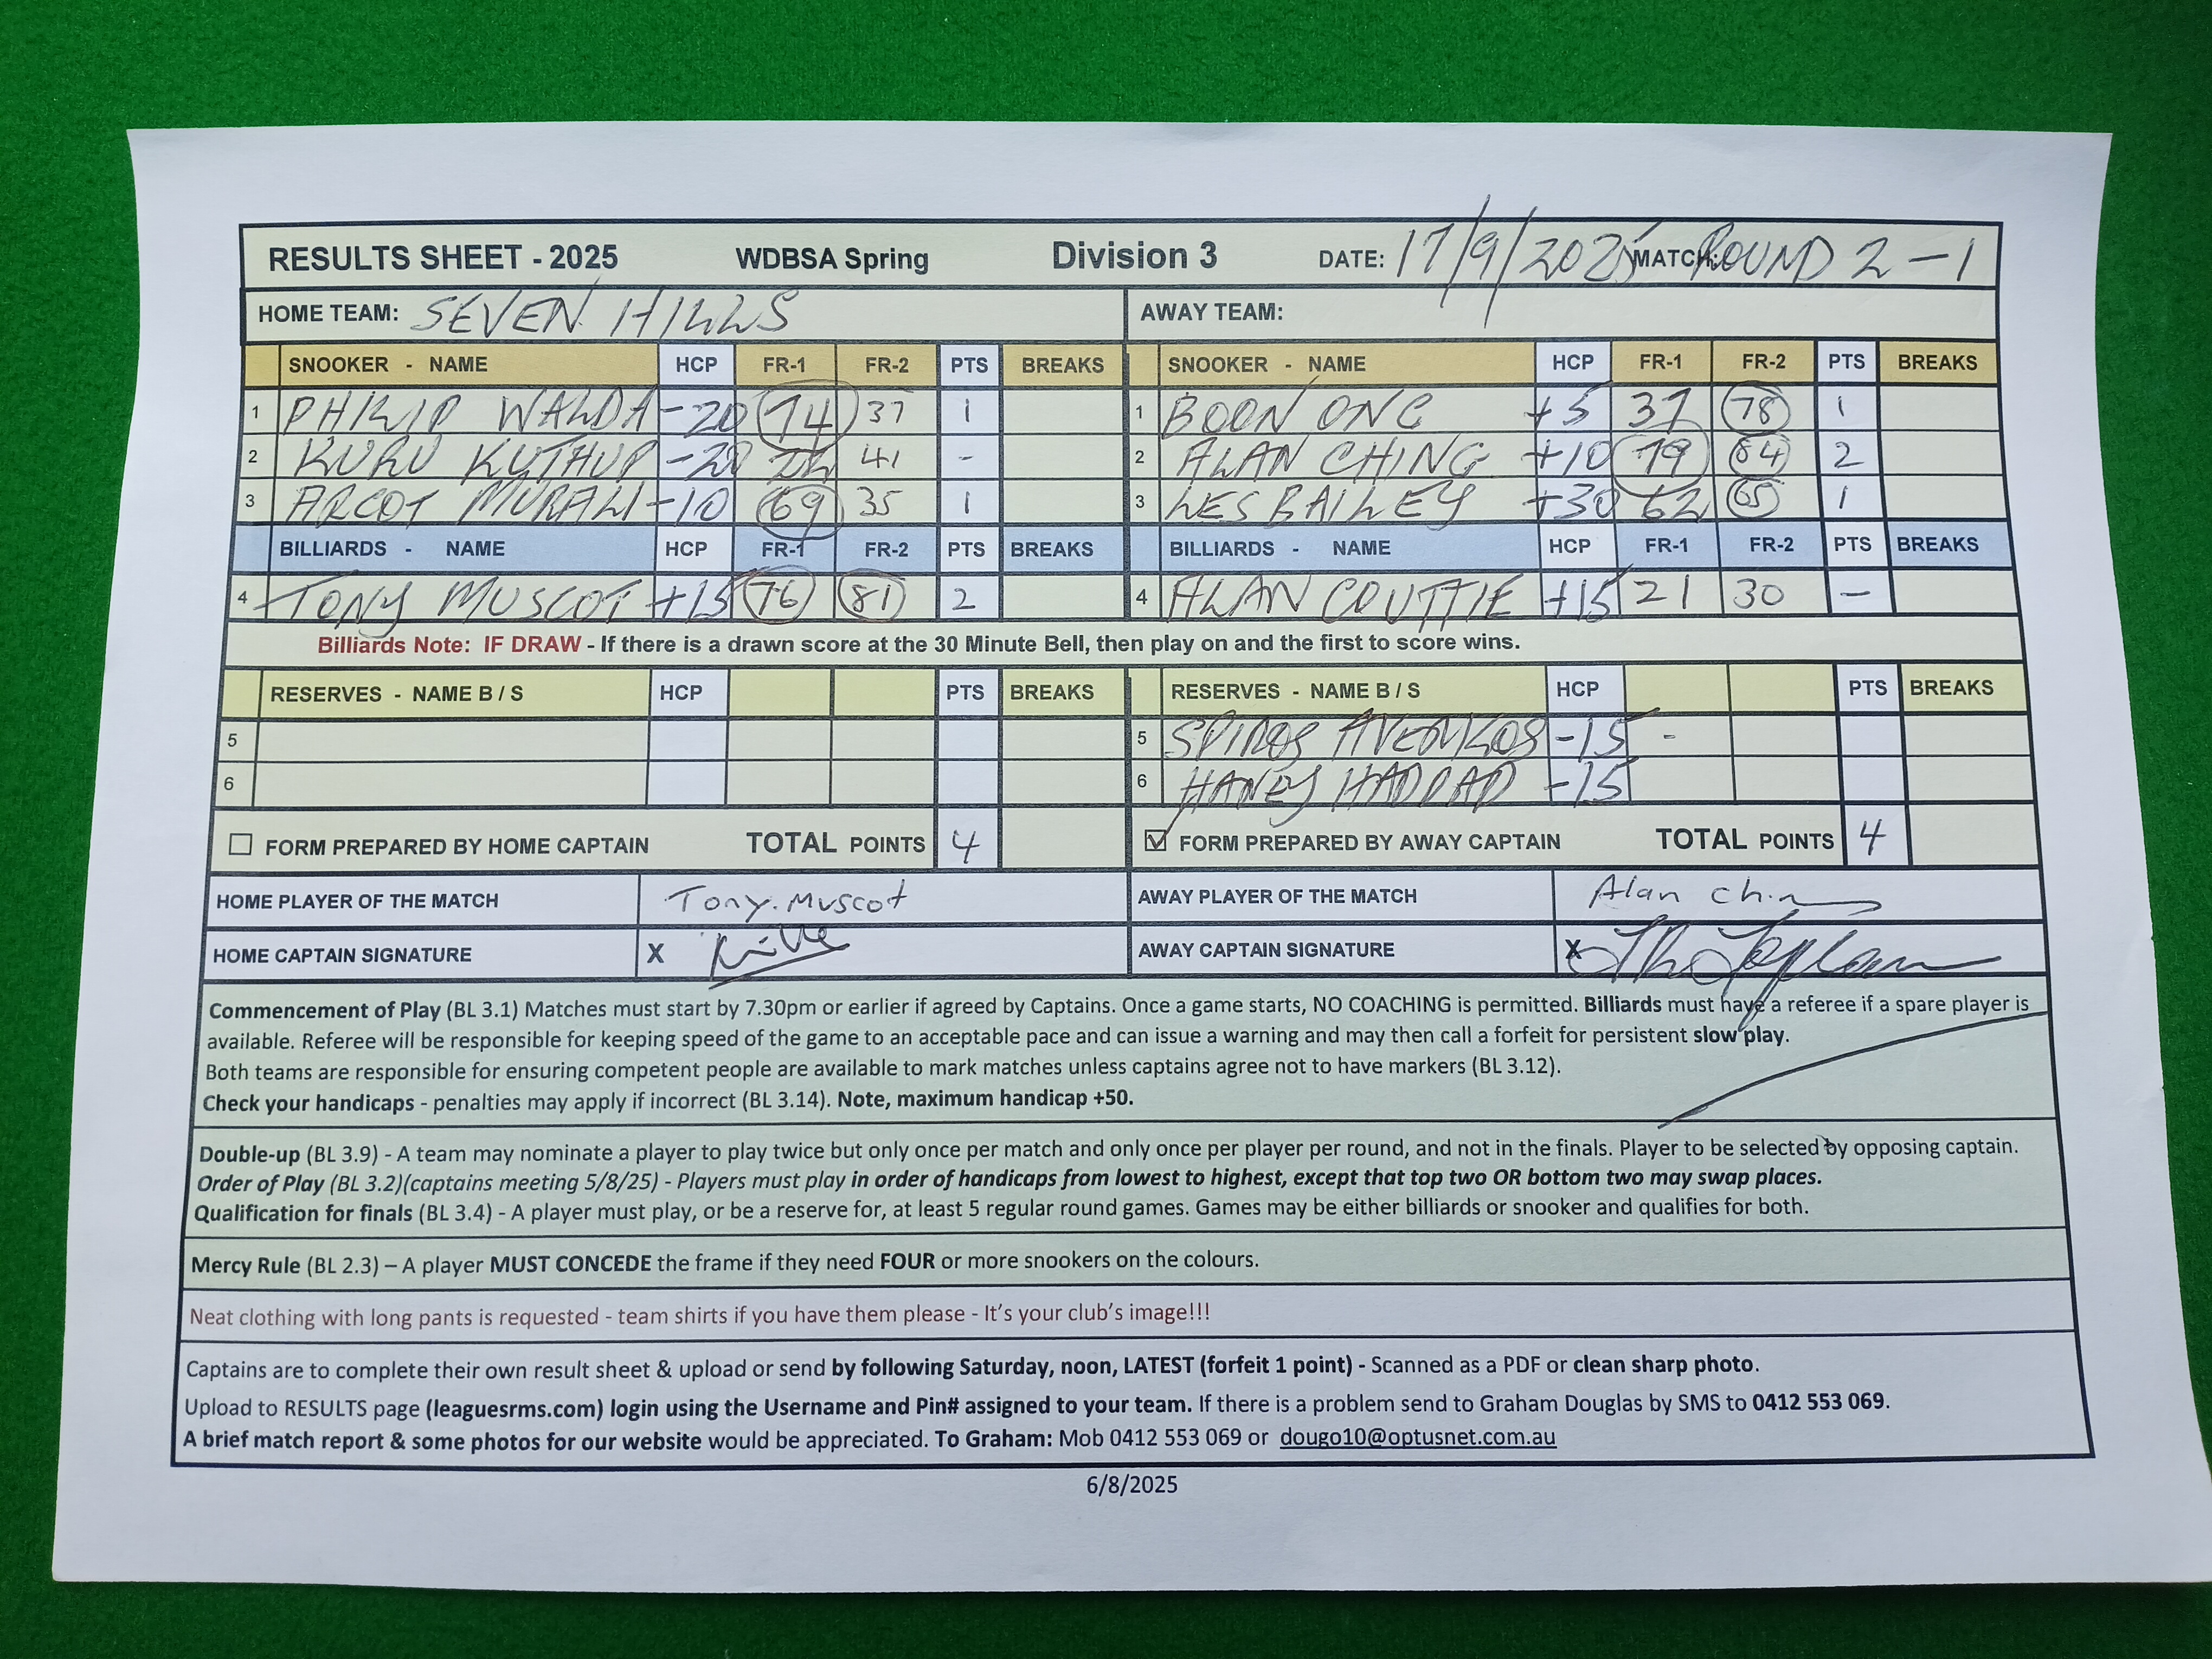 RESULTS SHEET - 2025 WDBSA Spring Division 3 DATE: 17/9/2025 MATCH: ROUND 2-1
HOME TEAM: SEVEN HILLS AWAY TEAM:
SNOOKER - NAME HCP FR-1 FR-2 PTS BREAKS SNOOKER - NAME HCP FR-1 FR-2 PTS BREAKS
1 PHILIP WALDA -20 74 37 1 1 BOON ONG +5 37 78 1
2 KURU KUTHUP -20 41 - 2 ALAN CHING +10 79 84 2
3 ARCOT MURALI -10 69 35 1 3 LES BAILEY +30 62 65 1
BILLIARDS - NAME HCP FR-1 FR-2 PTS BREAKS BILLIARDS - NAME HCP FR-1 FR-2 PTS BREAKS
4 TONY MUSCOT +15 76 81 2 4 ALAN COUTTIE +15 21 30 -
Billiards Note: IF DRAW - If there is a drawn score at the 30 Minute Bell, then play on and the first to score wins.
RESERVES - NAME B / S HCP PTS BREAKS RESERVES - NAME B / S HCP PTS BREAKS
5 5 SPIROS -15 -
6 6 HANEY HADDAD -15
FORM PREPARED BY HOME CAPTAIN TOTAL POINTS 4 FORM PREPARED BY AWAY CAPTAIN TOTAL POINTS 4
HOME PLAYER OF THE MATCH Tony.Muscot AWAY PLAYER OF THE MATCH Alan
HOME CAPTAIN SIGNATURE X AWAY CAPTAIN SIGNATURE X
Commencement of Play (BL 3.1) Matches must start by 7.30pm or earlier if agreed by Captains. Once a game starts, NO COACHING is permitted. Billiards must have a referee if a spare player is
available. Referee will be responsible for keeping speed of the game to an acceptable pace and can issue a warning and may then call a forfeit for persistent slow play.
Both teams are responsible for ensuring competent people are available to mark matches unless captains agree not to have markers (BL 3.12).
Check your handicaps - penalties may apply if incorrect (BL 3.14). Note, maximum handicap +50.
Double-up (BL 3.9) - A team may nominate a player to play twice but only once per match and only once per player per round, and not in the finals. Player to be selected by opposing captain.
Order of Play (BL 3.2)(captains meeting 5/8/25) - Players must play in order of handicaps from lowest to highest, except that top two OR bottom two may swap places.
Qualification for finals (BL 3.4) - A player must play, or be a reserve for, at least 5 regular round games. Games may be either billiards or snooker and qualifies for both.
Mercy Rule (BL 2.3) – A player MUST CONCEDE the frame if they need FOUR or more snookers on the colours.
Neat clothing with long pants is requested - team shirts if you have them please - It's your club's image!!!
Captains are to complete their own result sheet & upload or send by following Saturday, noon, LATEST (forfeit 1 point) - Scanned as a PDF or clean sharp photo.
Upload to RESULTS page (leaguesrms.com) login using the Username and Pin# assigned to your team. If there is a problem send to Graham Douglas by SMS to 0412 553 069.
A brief match report & some photos for our website would be appreciated. To Graham: Mob 0412 553 069 or dougo10@optusnet.com.au
6/8/2025